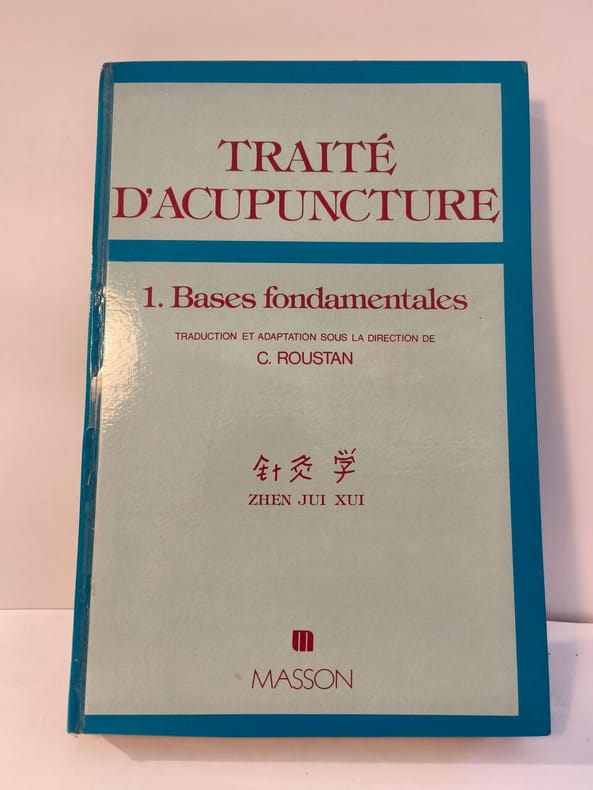 TRAITÉ
D'ACUPUNCTURE
1. Bases fondamentales
TRADUCTION ET ADAPTATION SOUS LA DIRECTION DE
C. ROUSTAN
针灸学
ZHEN JUI XUI
m
MASSON